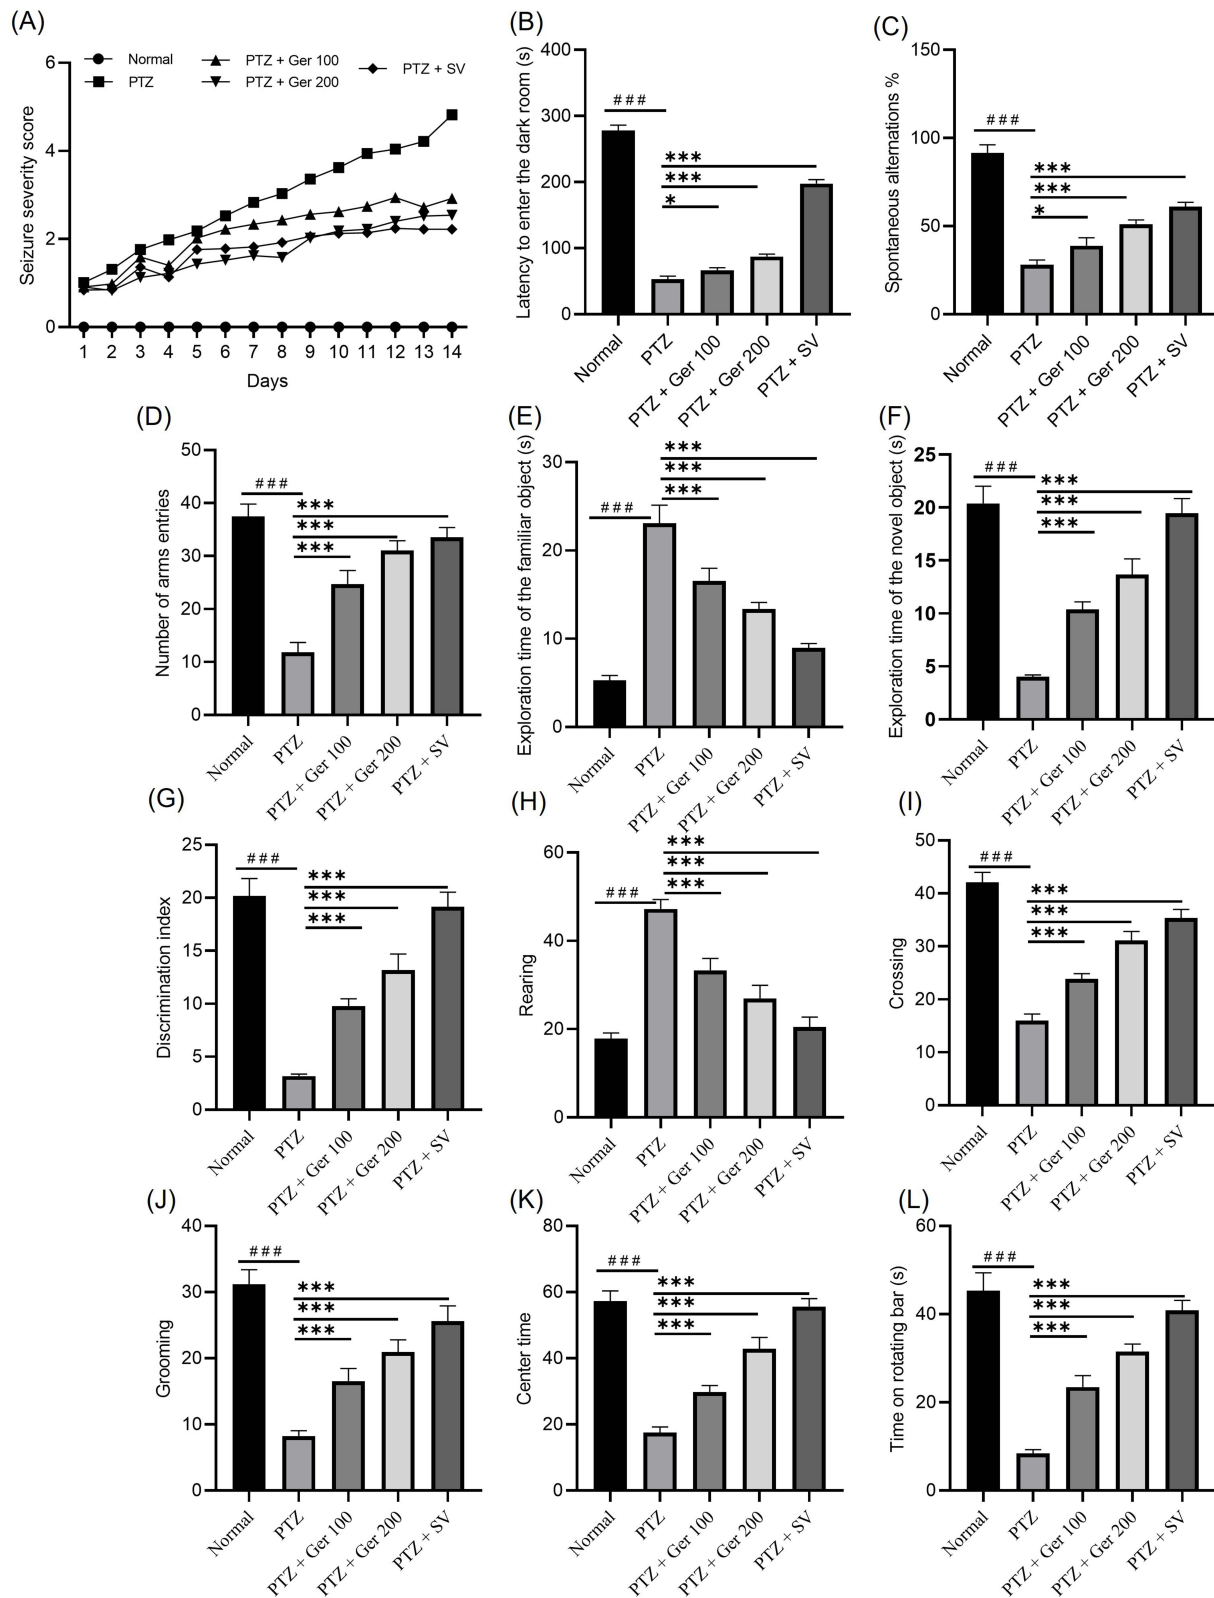 (A)
Normal
PTZ
PTZ + Ger 100
PTZ + Ger 200
PTZ + SV
Seizure severity score
6
4
2
0
1 2 3 4 5 6 7 8 9 10 11 12 13 14
Days
(B)
Latency to enter the dark room (s)
400
300
200
100
0
###
***
***
*
Normal
PTZ
PTZ + Ger 100
PTZ + Ger 200
PTZ + SV
(C)
Spontaneous alternations %
150
100
50
0
###
***
***
*
Normal
PTZ
PTZ + Ger 100
PTZ + Ger 200
PTZ + SV
(D)
Number of arms entries
50
40
30
20
10
0
###
***
***
***
Normal
PTZ
PTZ + Ger 100
PTZ + Ger 200
PTZ + SV
(E)
Exploration time of the familiar object (s)
30
20
10
0
###
***
***
***
Normal
PTZ
PTZ + Ger 100
PTZ + Ger 200
PTZ + SV
(F)
Exploration time of the novel object (s)
25
20
15
10
5
0
###
***
***
***
Normal
PTZ
PTZ + Ger 100
PTZ + Ger 200
PTZ + SV
(G)
Discrimination index
25
20
15
10
5
0
###
***
***
***
Normal
PTZ
PTZ + Ger 100
PTZ + Ger 200
PTZ + SV
(H)
Rearing
60
40
20
0
###
***
***
***
Normal
PTZ
PTZ + Ger 100
PTZ + Ger 200
PTZ + SV
(I)
Crossing
50
40
30
20
10
0
###
***
***
***
Normal
PTZ
PTZ + Ger 100
PTZ + Ger 200
PTZ + SV
(J)
Grooming
40
30
20
10
0
###
***
***
***
Normal
PTZ
PTZ + Ger 100
PTZ + Ger 200
PTZ + SV
(K)
Center time
80
60
40
20
0
###
***
***
***
Normal
PTZ
PTZ + Ger 100
PTZ + Ger 200
PTZ + SV
(L)
Time on rotating bar (s)
60
40
20
0
###
***
***
***
Normal
PTZ
PTZ + Ger 100
PTZ + Ger 200
PTZ + SV